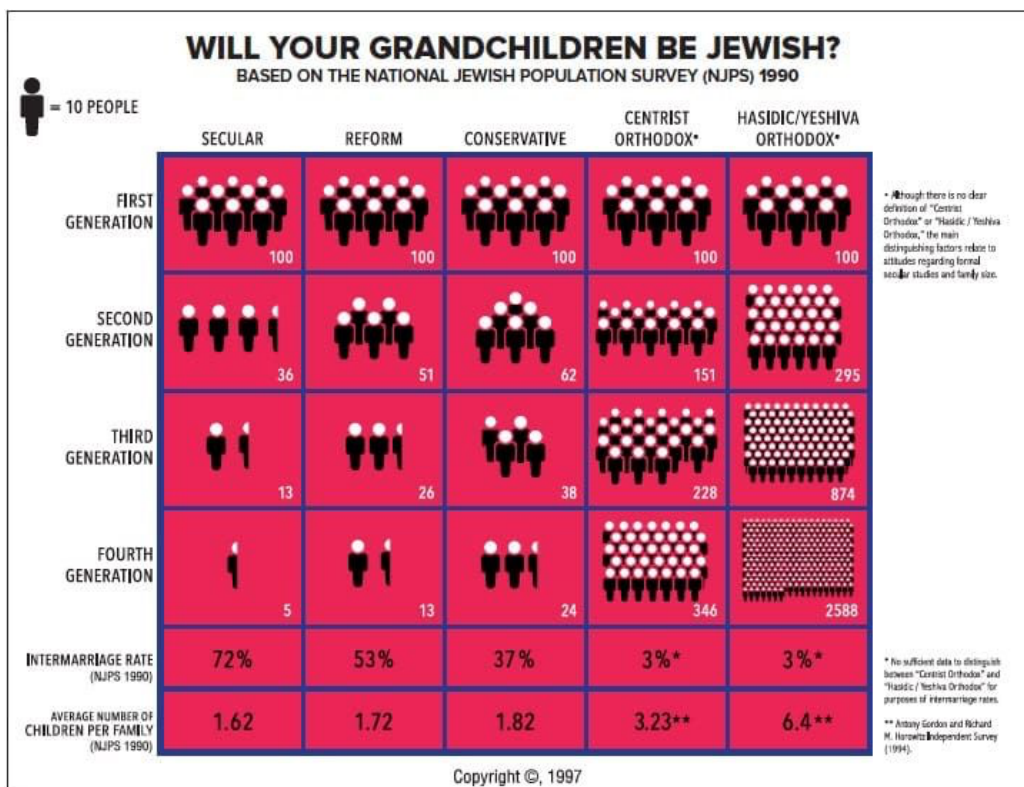 WILL YOUR GRANDCHILDREN BE JEWISH?
BASED ON THE NATIONAL JEWISH POPULATION SURVEY (NJPS) 1990
= 10 PEOPLE
SECULAR
REFORM
CONSERVATIVE
CENTRIST
ORTHODOX*
HASIDIC/YESHIVA
ORTHODOX*
FIRST
GENERATION
100
100
100
100
100
* Although there is no clear
definition of "Centrist
Orthodox" or "Hasidic / Yeshiva
Orthodox," the main
distinguishing factors relate to
attitudes regarding formal
secular studies and family size.
SECOND
GENERATION
36
51
62
151
295
THIRD
GENERATION
13
26
38
228
874
FOURTH
GENERATION
5
13
24
346
2588
INTERMARRIAGE RATE
(NJPS 1990)
72%
53%
37%
3%*
3%*
* No sufficient data to distinguish
between "Centrist Orthodox" and
"Hasidic / Yeshiva Orthodox" for
purposes of intermarriage rates.
AVERAGE NUMBER OF
CHILDREN PER FAMILY
(NJPS 1990)
1.62
1.72
1.82
3.23**
6.4**
** Antony Gordon and Richard
M. Horowitz Independent Survey
(1994).
Copyright ©, 1997